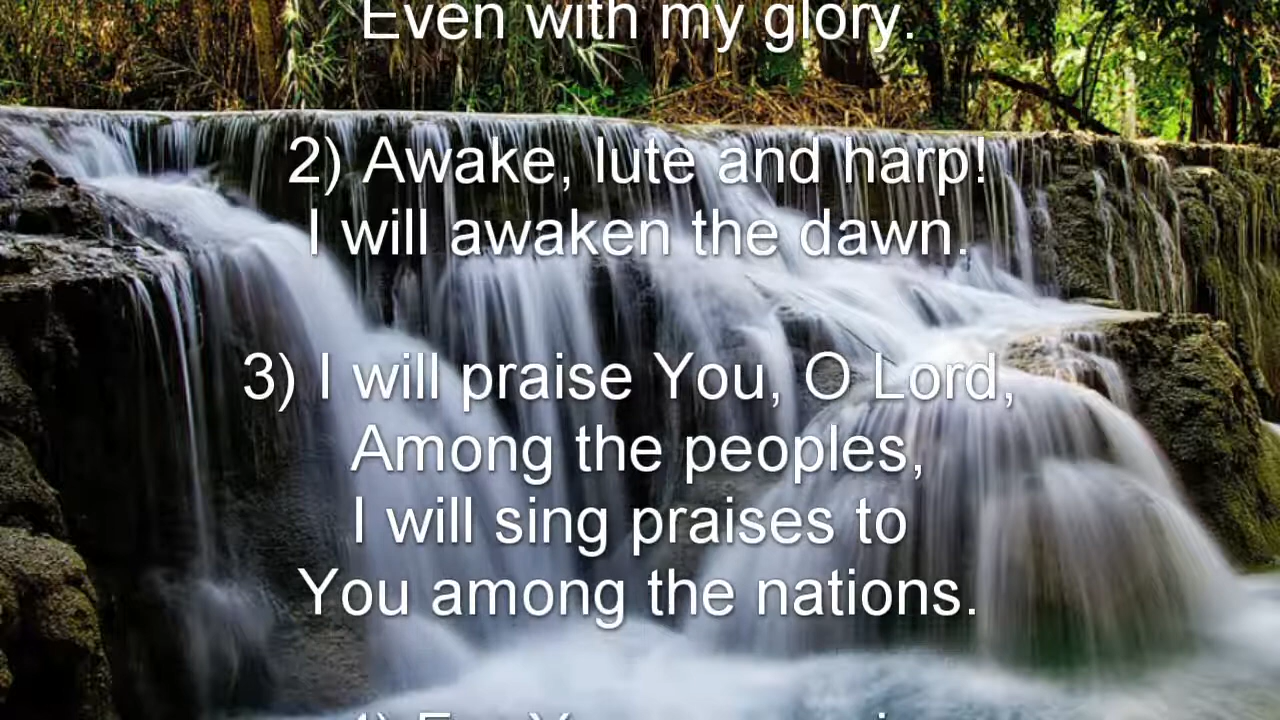 Even with my glory.
2) Awake, lute and harp!
I will awaken the dawn.
3) I will praise You, O Lord,
Among the peoples,
I will sing praises to
You among the nations.